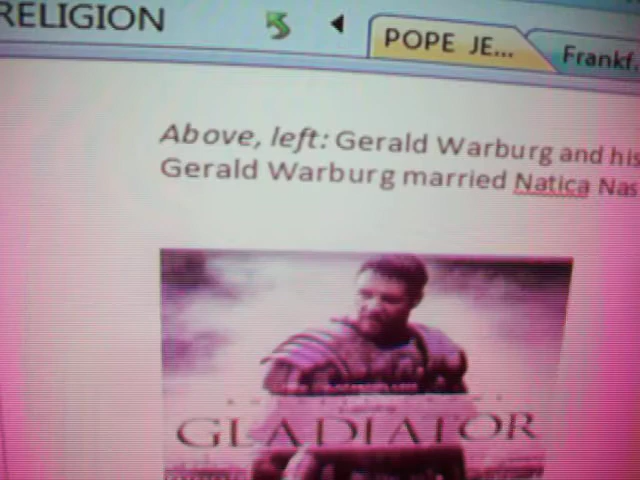 RELIGION
POPE JE...
Frankf.
Above, left: Gerald Warburg and his
Gerald Warburg married Natica Nas
GLADIATOR